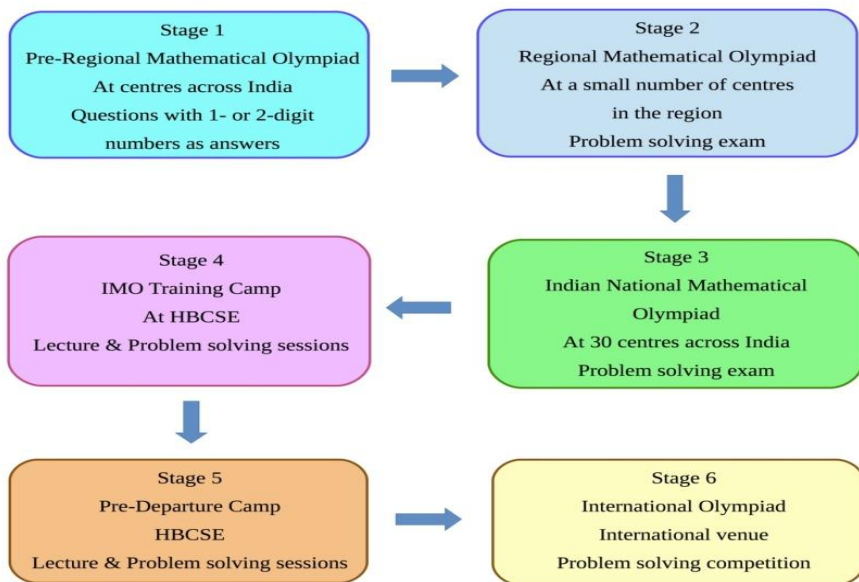 Stage 1
Pre-Regional Mathematical Olympiad
At centres across India
Questions with 1- or 2-digit
numbers as answers
Stage 2
Regional Mathematical Olympiad
At a small number of centres
in the region
Problem solving exam
Stage 3
Indian National Mathematical
Olympiad
At 30 centres across India
Problem solving exam
Stage 4
IMO Training Camp
At HBCSE
Lecture & Problem solving sessions
Stage 5
Pre-Departure Camp
HBCSE
Lecture & Problem solving sessions
Stage 6
International Olympiad
International venue
Problem solving competition